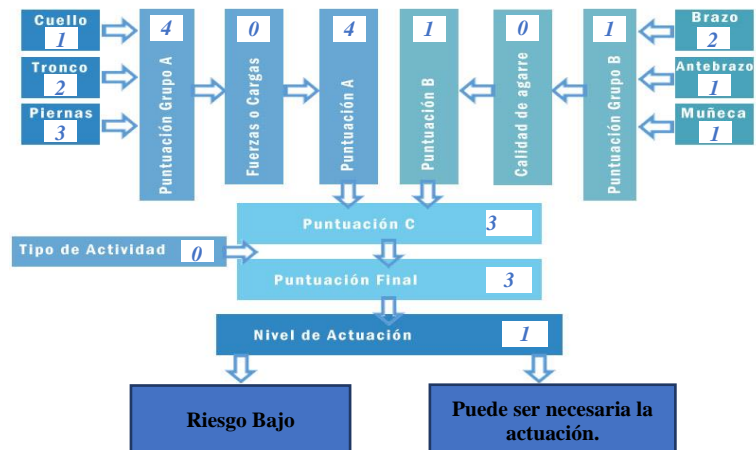 Cuello
1
Tronco
2
Piernas
3
4
Puntuación Grupo A
0
Fuerzas o Cargas
4
Puntuación A
1
Puntuación B
0
Calidad de agarre
1
Puntuación Grupo B
Brazo
2
Antebrazo
1
Muñeca
1
Puntuación C 3
Tipo de Actividad 0
Puntuación Final 3
Nivel de Actuación 1
Riesgo Bajo
Puede ser necesaria la
actuación.